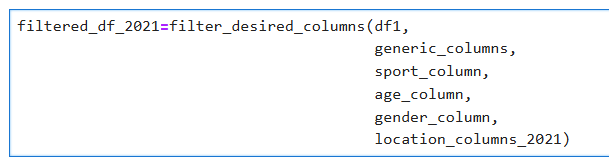 filtered_df_2021=filter_desired_columns(df1,
generic_columns,
sport_column,
age_column,
gender_column,
location_columns_2021)